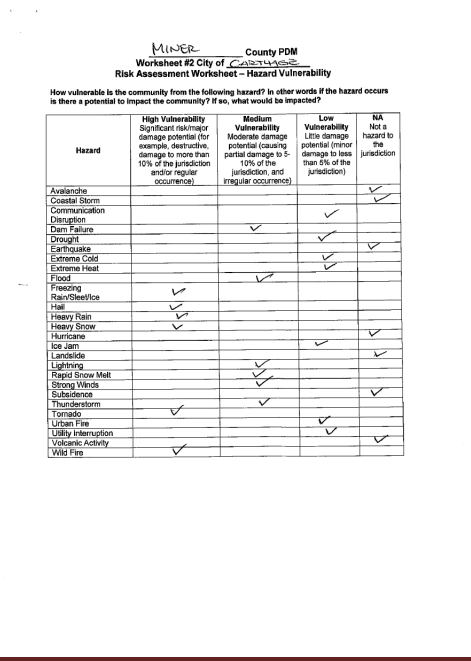 MINER County PDM
Worksheet #2 City of CARTHAGE
Risk Assessment Worksheet – Hazard Vulnerability
How vulnerable is the community from the following hazard? In other words if the hazard occurs
is there a potential to impact the community? If so, what would be impacted?
Hazard
High Vulnerability
Significant risk/major
damage potential (for
example, destructive,
damage to more than
10% of the jurisdiction
and/or regular
occurrence)
Medium
Vulnerability
Moderate damage
potential (causing
partial damage to 5-
10% of the
jurisdiction, and
irregular occurrence)
Low
Vulnerability
Little damage
potential (minor
damage to less
than 5% of the
jurisdiction)
NA
Not a
hazard to
the
jurisdiction
Avalanche ✓
Coastal Storm ✓
Communication
Disruption ✓
Dam Failure ✓
Drought ✓
Earthquake ✓
Extreme Cold ✓
Extreme Heat ✓
Flood ✓
Freezing
Rain/Sleet/Ice ✓
Hail ✓
Heavy Rain ✓
Heavy Snow ✓
Hurricane ✓
Ice Jam ✓
Landslide ✓
Lightning ✓
Rapid Snow Melt ✓
Strong Winds ✓
Subsidence ✓
Thunderstorm ✓
Tornado ✓
Urban Fire ✓
Utility Interruption ✓
Volcanic Activity ✓
Wild Fire ✓